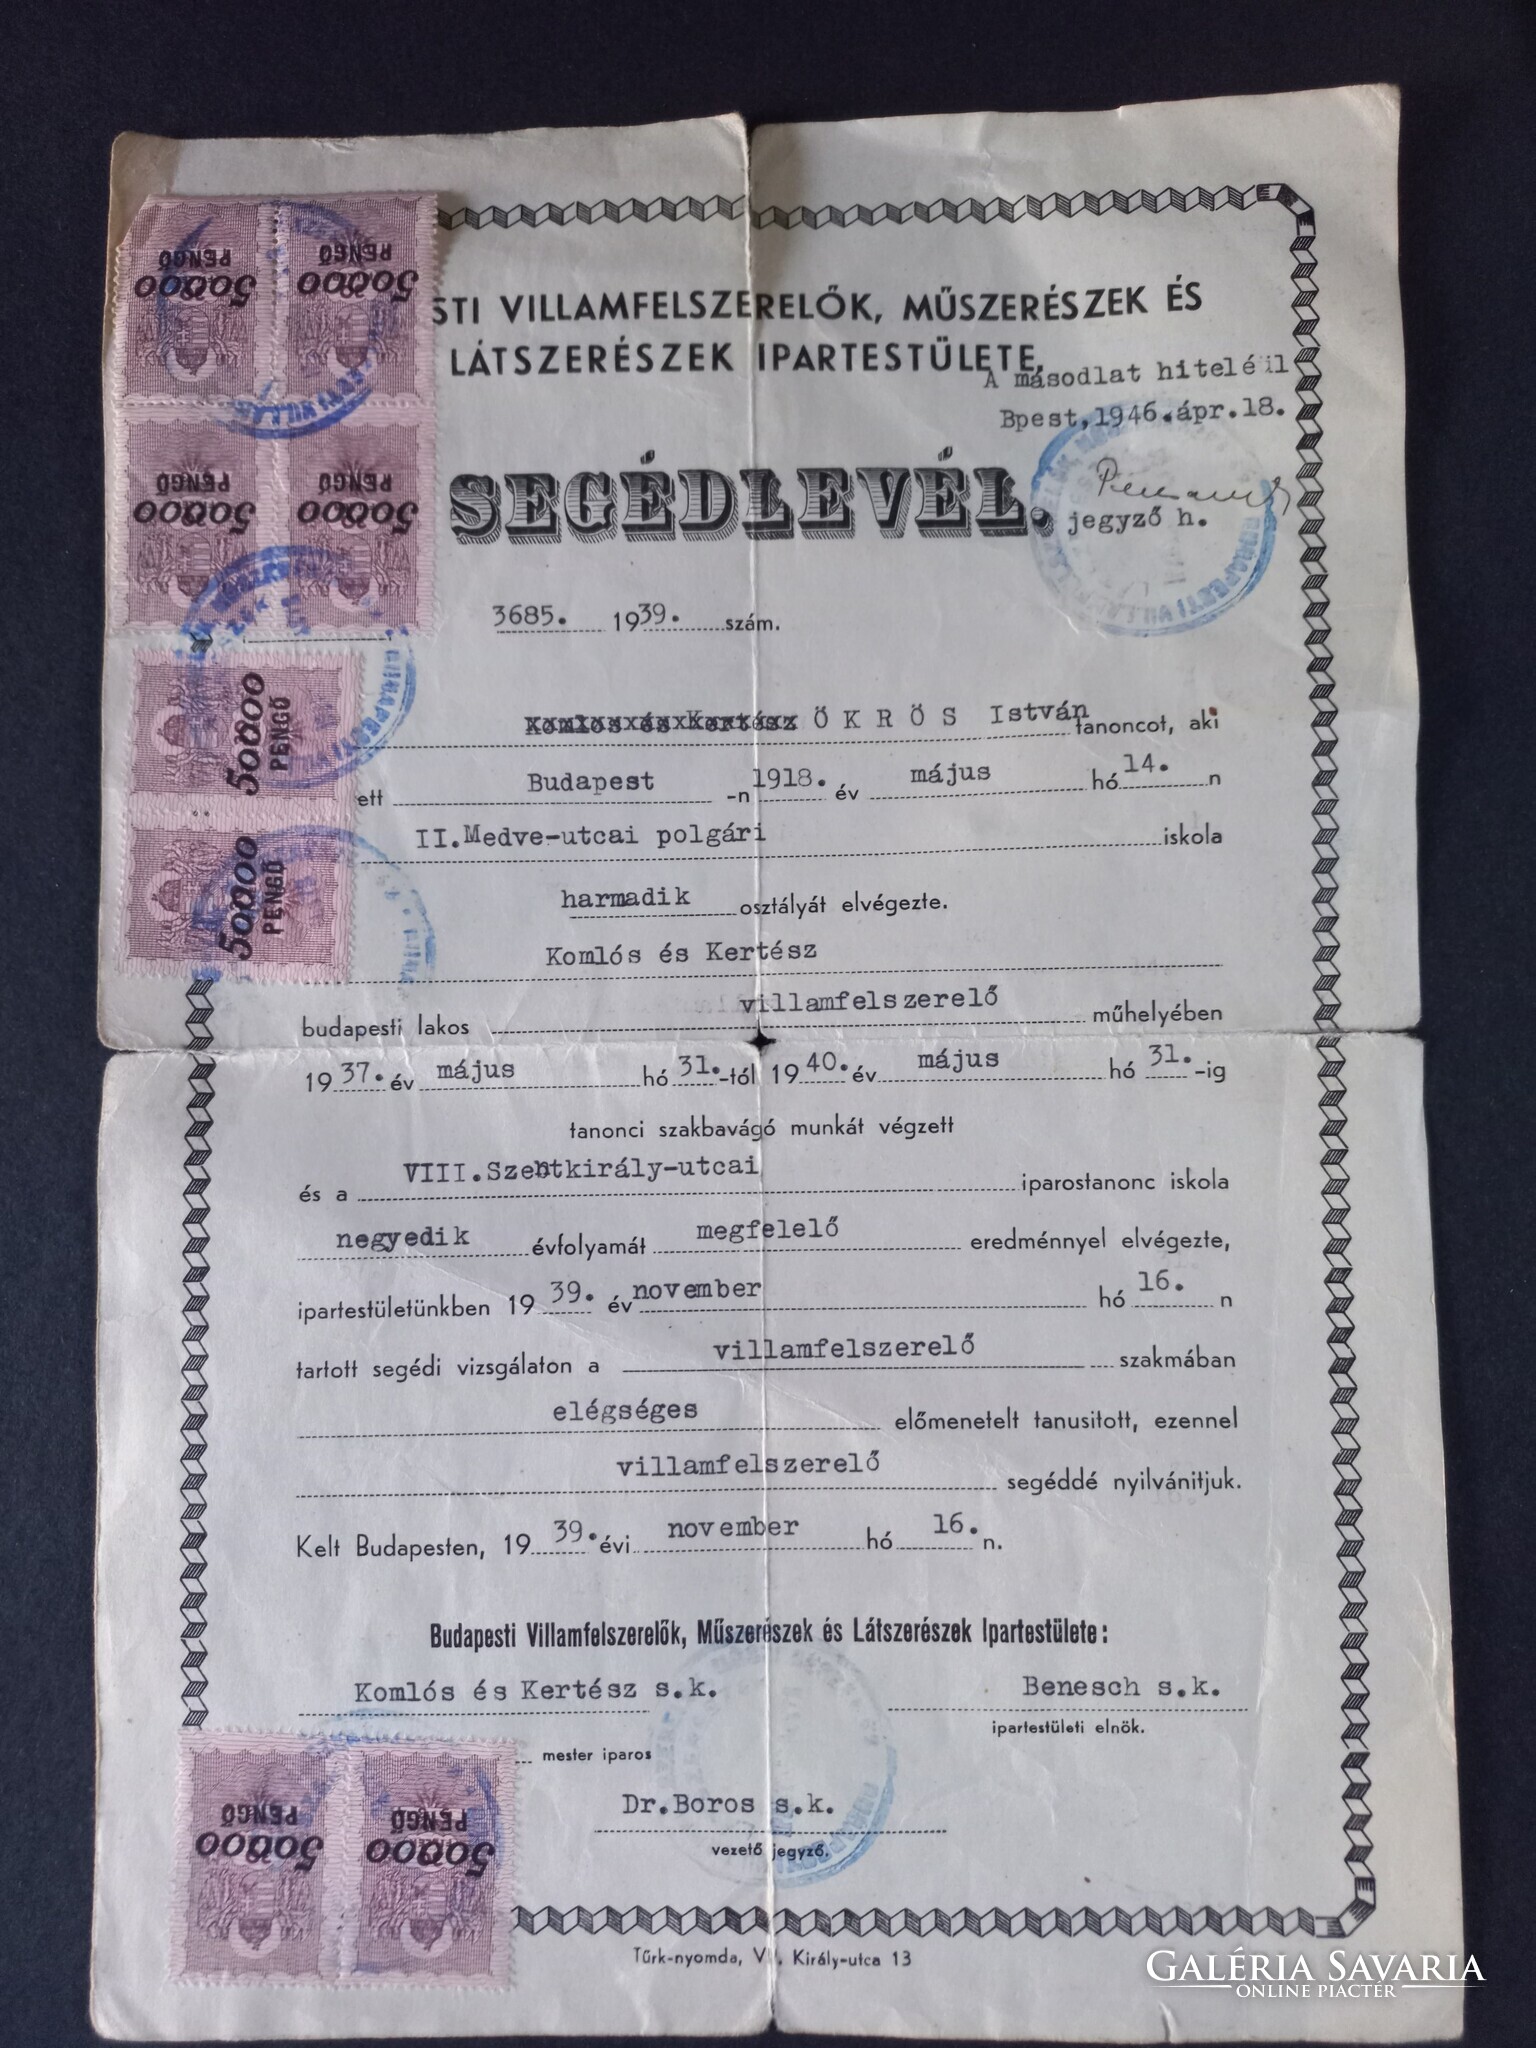 VILLAMFELSZERELŐK, MŰSZERÉSZEK ÉS
LÁTSZERÉSZEK IPARTESTÜLETE,
A másodlat hiteléül
Bpest,1946.ápr.18.
SEGÉDLEVÉL.
jegyző h.
3685. 1939. szám.
Komlós és Kertész ÖKRÖS István tanoncot, aki
Budapest -n 1918. év május hó 14. n
II.Medve-utcai polgári iskola
harmadik osztályát elvégezte.
Komlós és Kertész
budapesti lakos villamfelszerelő műhelyében
1937. év május hó 31.-től 1940. év május hó 31.-ig
tanonci szakbavágó munkát végzett
és a VIII.Szentkirály-utcai iparostanonc iskola
negyedik évfolyamát megfelelő eredménnyel elvégezte,
ipartestületünkben 1939. év november hó 16. n
tartott segédi vizsgálaton a villamfelszerelő szakmában
elégséges előmenetelt tanusitott, ezennel
villamfelszerelő segéddé nyilvánitjuk.
Kelt Budapesten, 1939. évi november hó 16. n.
Budapesti Villamfelszerelők, Műszerészek és Látszerészek Ipartestülete:
Komlós és Kertész s.k. Benesch s.k.
mester iparos ipartestületi elnök.
Dr.Boros s.k.
vezető jegyző.
Türk-nyomda, Király-utca 13
50000 PENGŐ
50000 PENGŐ
50000 PENGŐ
50000 PENGŐ
50000 PENGŐ
50000 PENGŐ
50000 PENGŐ
50000 PENGŐ
GALÉRIA SAVARIA
ONLINE PIACTÉR